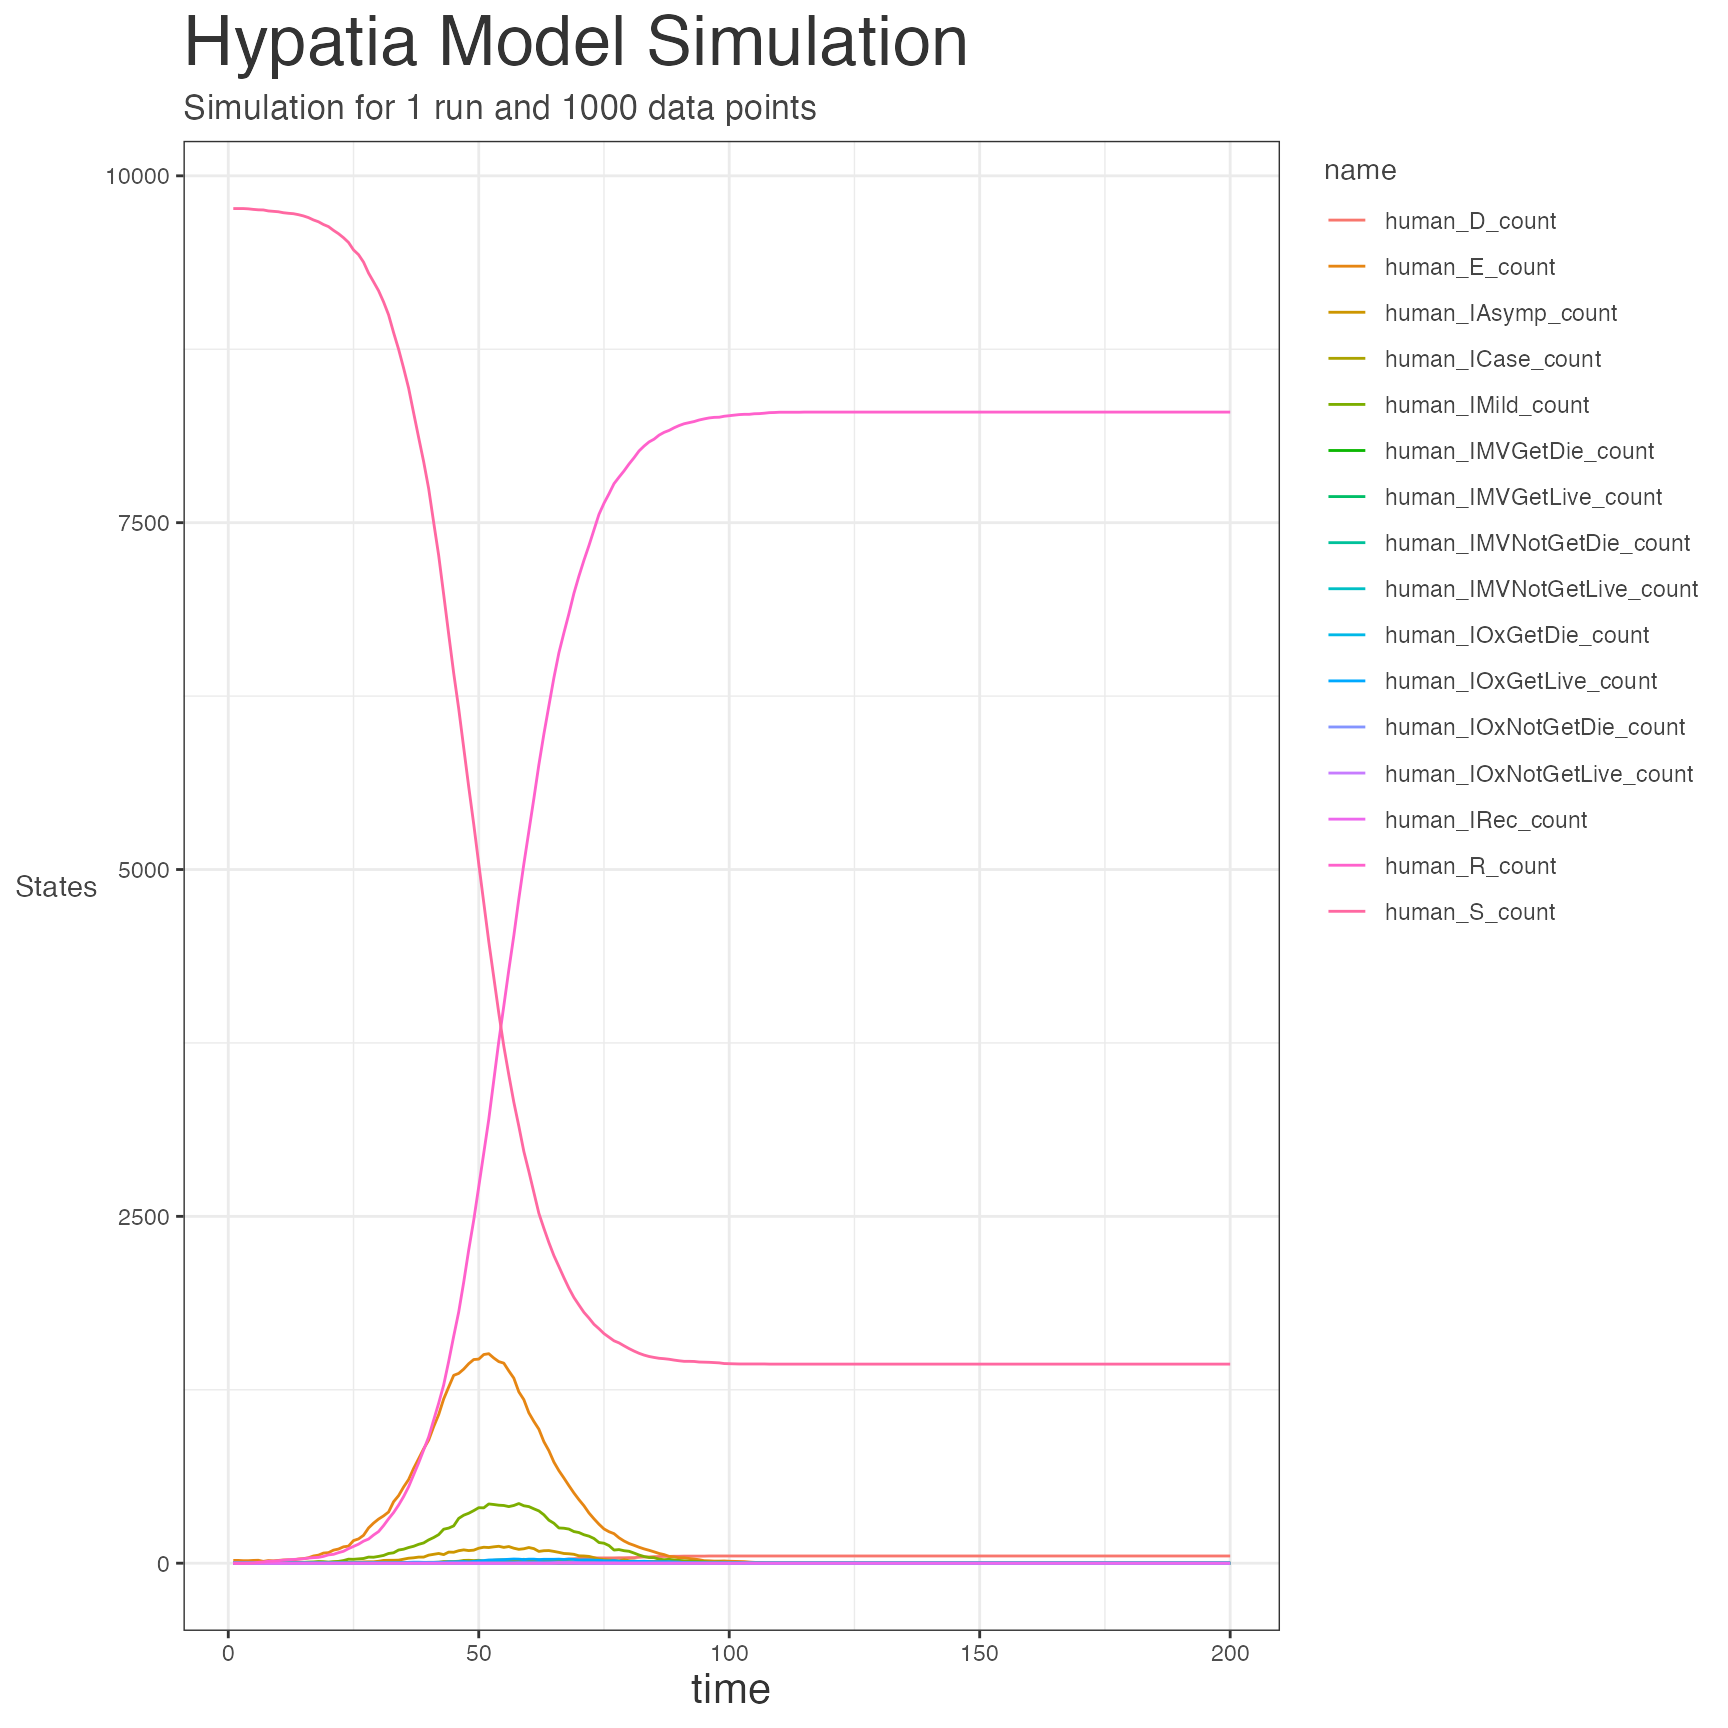 Hypatia Model Simulation
Simulation for 1 run and 1000 data points
10000
7500
5000
2500
0
States
0 50 100 150 200
time
name
human_D_count
human_E_count
human_IAsymp_count
human_ICase_count
human_IMild_count
human_IMVGetDie_count
human_IMVGetLive_count
human_IMVNotGetDie_count
human_IMVNotGetLive_count
human_IOxGetDie_count
human_IOxGetLive_count
human_IOxNotGetDie_count
human_IOxNotGetLive_count
human_IRec_count
human_R_count
human_S_count